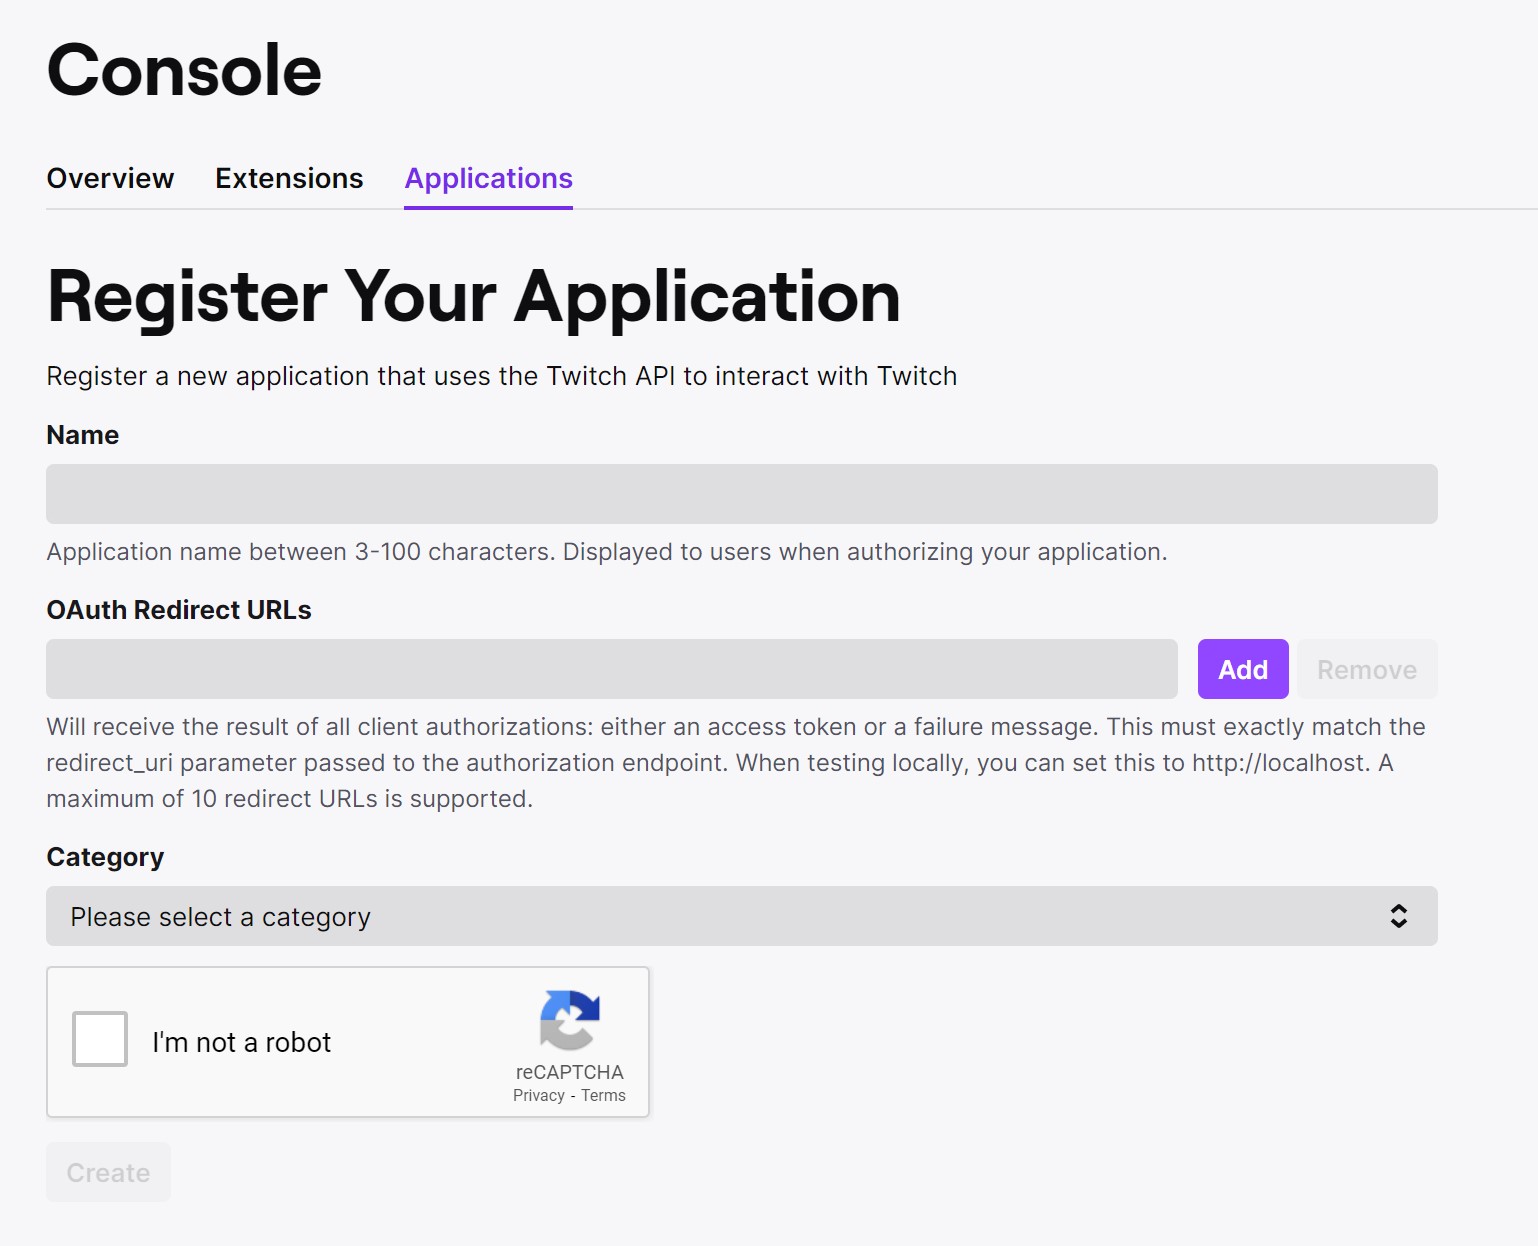 Console
Overview Extensions Applications
Register Your Application
Register a new application that uses the Twitch API to interact with Twitch
Name
Application name between 3-100 characters. Displayed to users when authorizing your application.
OAuth Redirect URLs
Add Remove
Will receive the result of all client authorizations: either an access token or a failure message. This must exactly match the
redirect_uri parameter passed to the authorization endpoint. When testing locally, you can set this to http://localhost. A
maximum of 10 redirect URLs is supported.
Category
Please select a category
I'm not a robot
reCAPTCHA
Privacy - Terms
Create